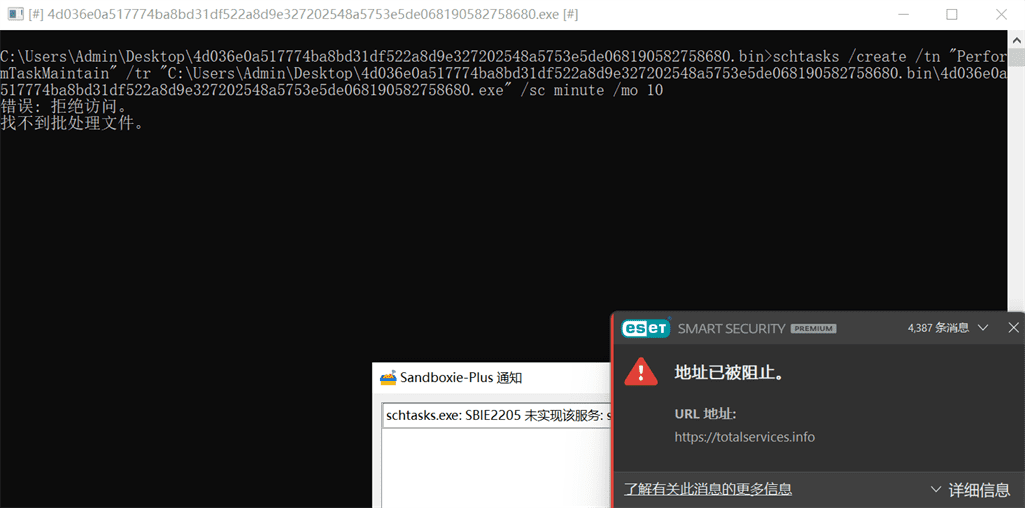 [#] 4d036e0a517774ba8bd31df522a8d9e327202548a5753e5de068190582758680.exe [#]
C:\Users\Admin\Desktop\4d036e0a517774ba8bd31df522a8d9e327202548a5753e5de068190582758680.bin>schtasks /create /tn "Perfor
mTaskMaintain" /tr "C:\Users\Admin\Desktop\4d036e0a517774ba8bd31df522a8d9e327202548a5753e5de068190582758680.bin\4d036e0a
517774ba8bd31df522a8d9e327202548a5753e5de068190582758680.exe" /sc minute /mo 10
错误: 拒绝访问。
找不到批处理文件。
Sandboxie-Plus 通知
schtasks.exe: SBIE2205 未实现该服务: s
eseT SMART SECURITY PREMIUM 4,387 条消息
地址已被阻止。
URL 地址:
https://totalservices.info
了解有关此消息的更多信息 详细信息